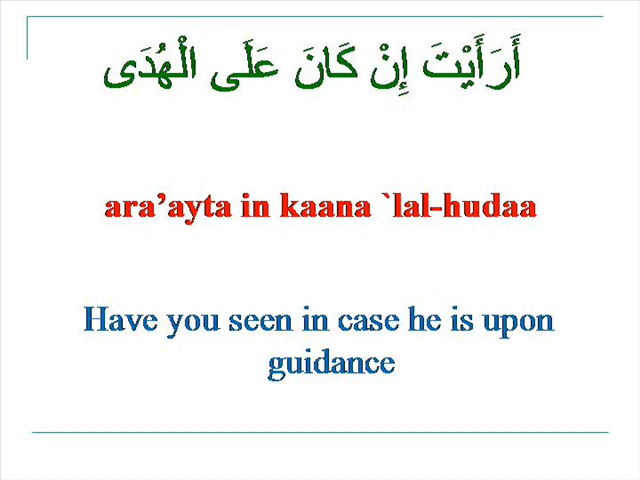 أَرَأَيْتَ إِنْ كَانَ عَلَى الْهُدَى
ara’ayta in kaana `lal-hudaa
Have you seen in case he is upon
guidance